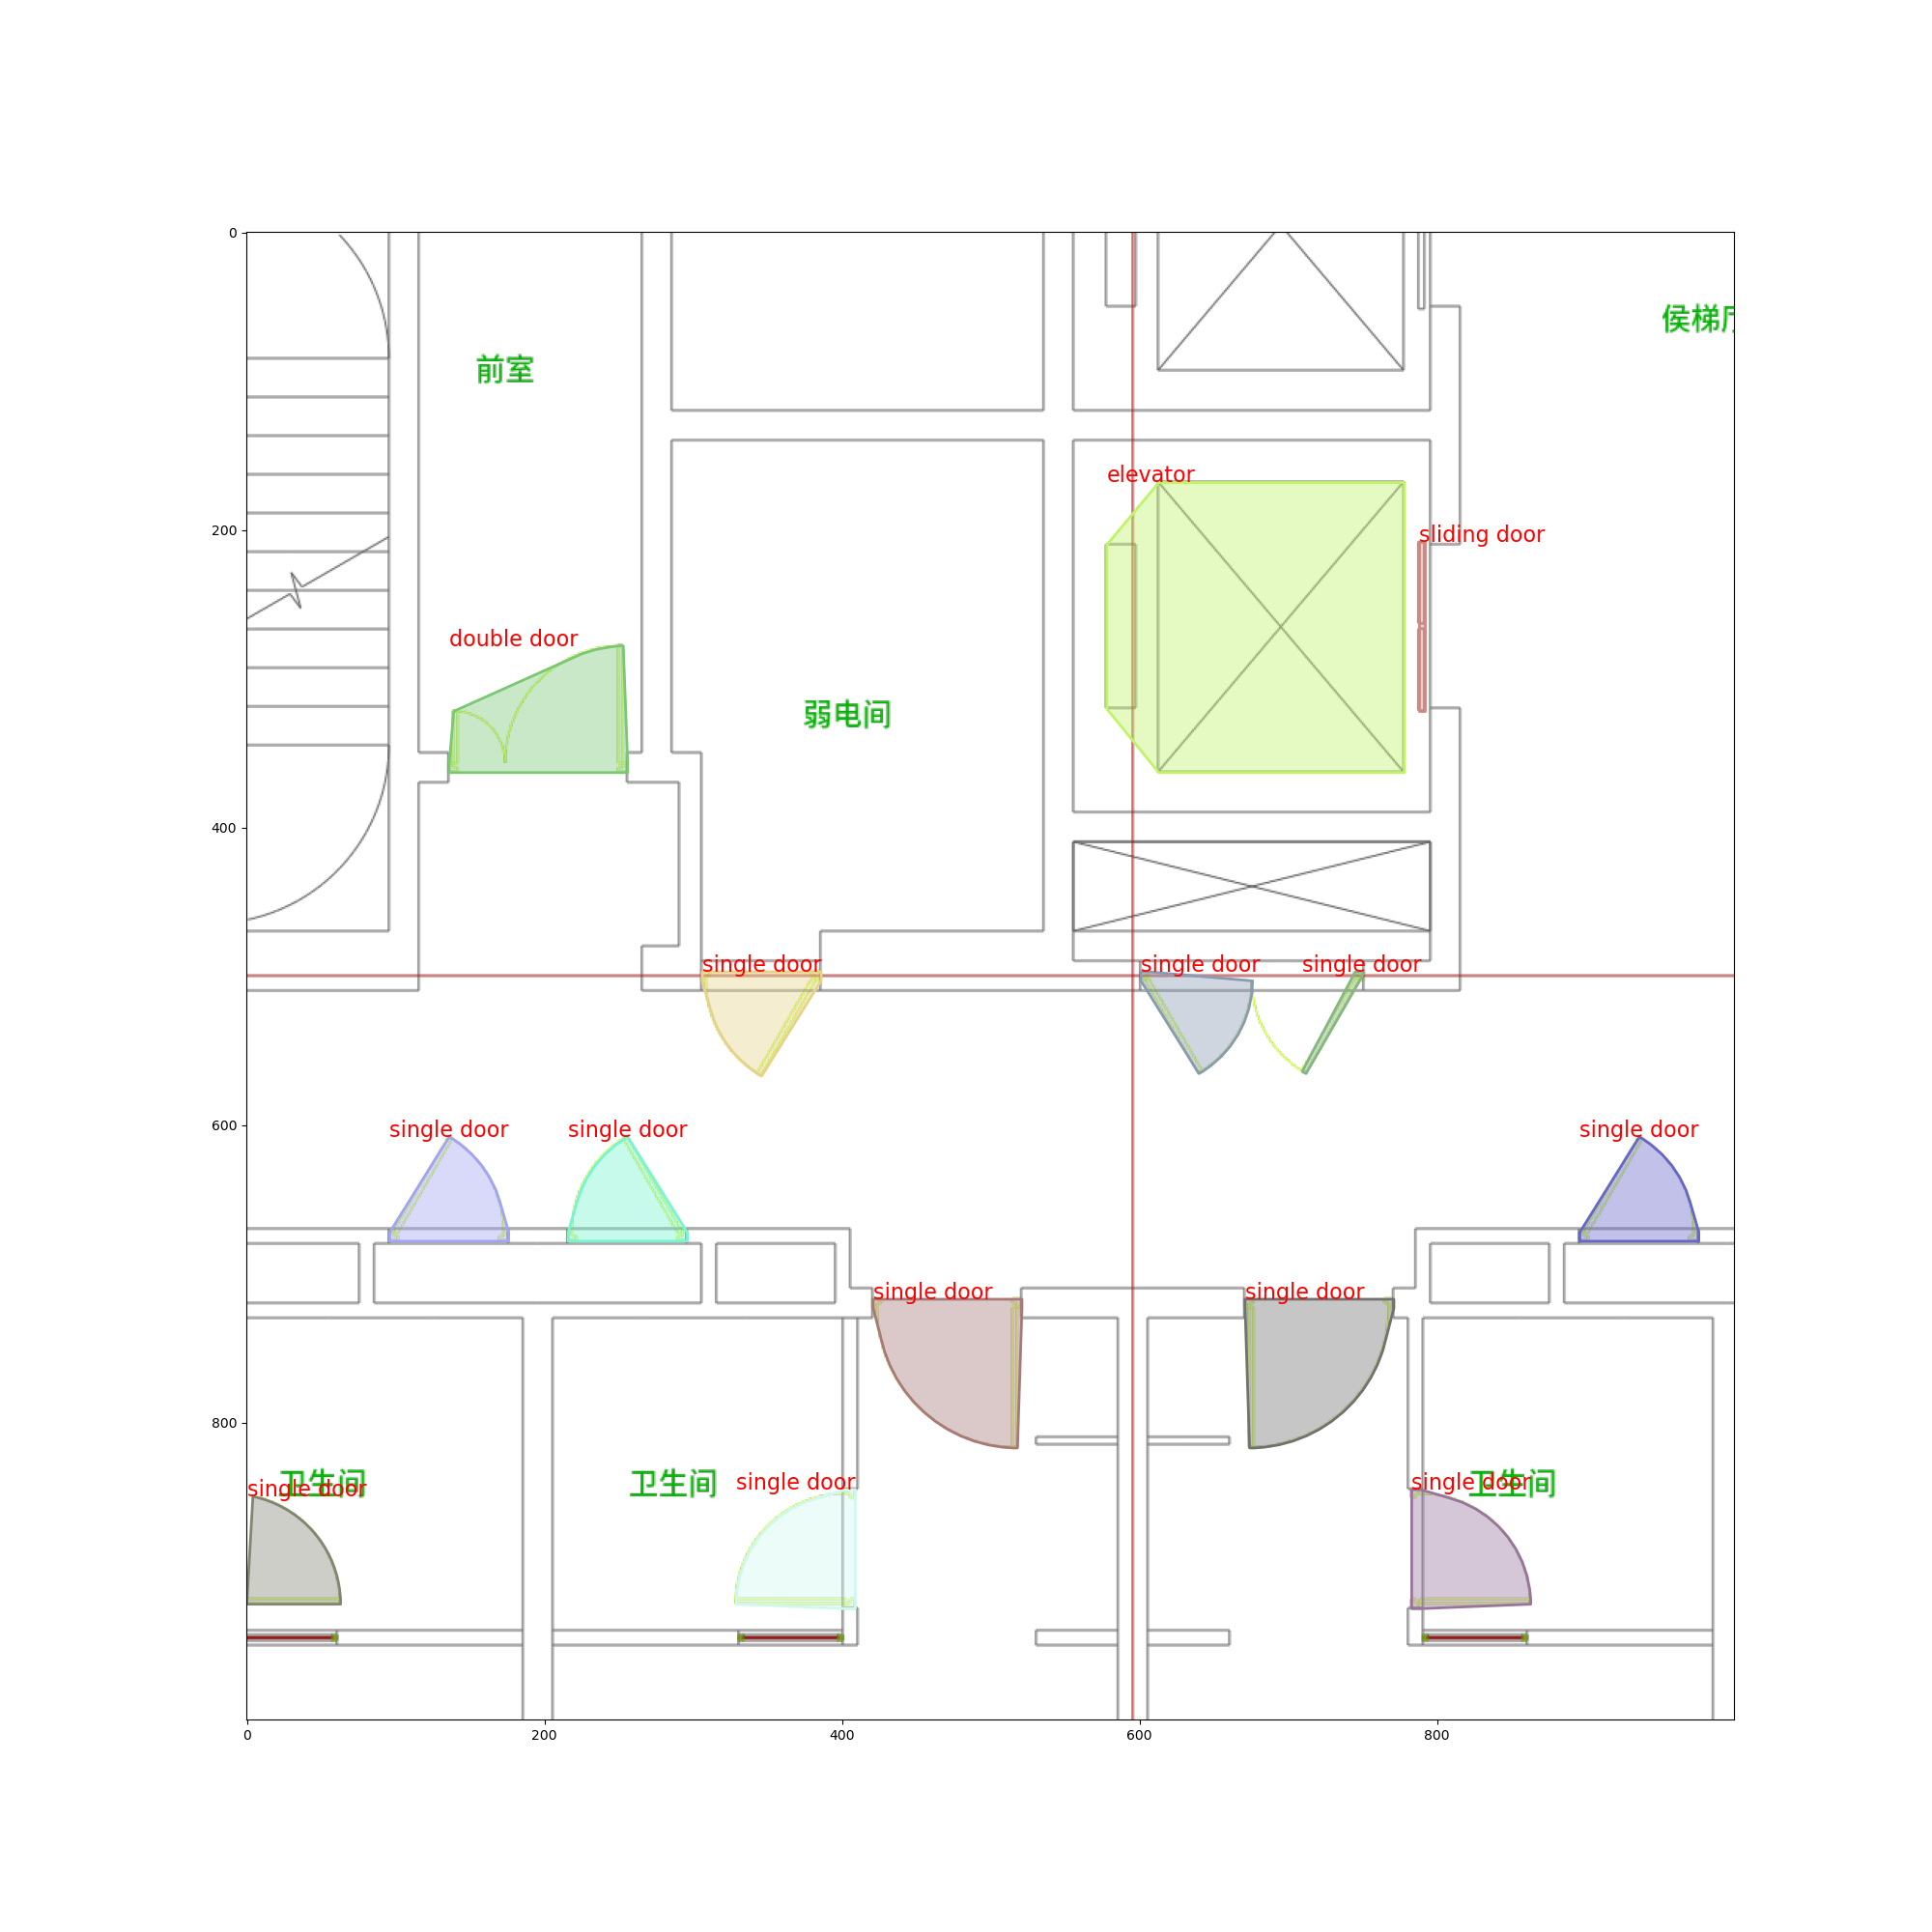 0
侯梯厅
前室
elevator
200
sliding door
double door
弱电间
400
single door
single door
single door
600
single door
single door
single door
single door
single door
800
卫生间
single door
卫生间
single door
卫生间
single door
0
200
400
600
800